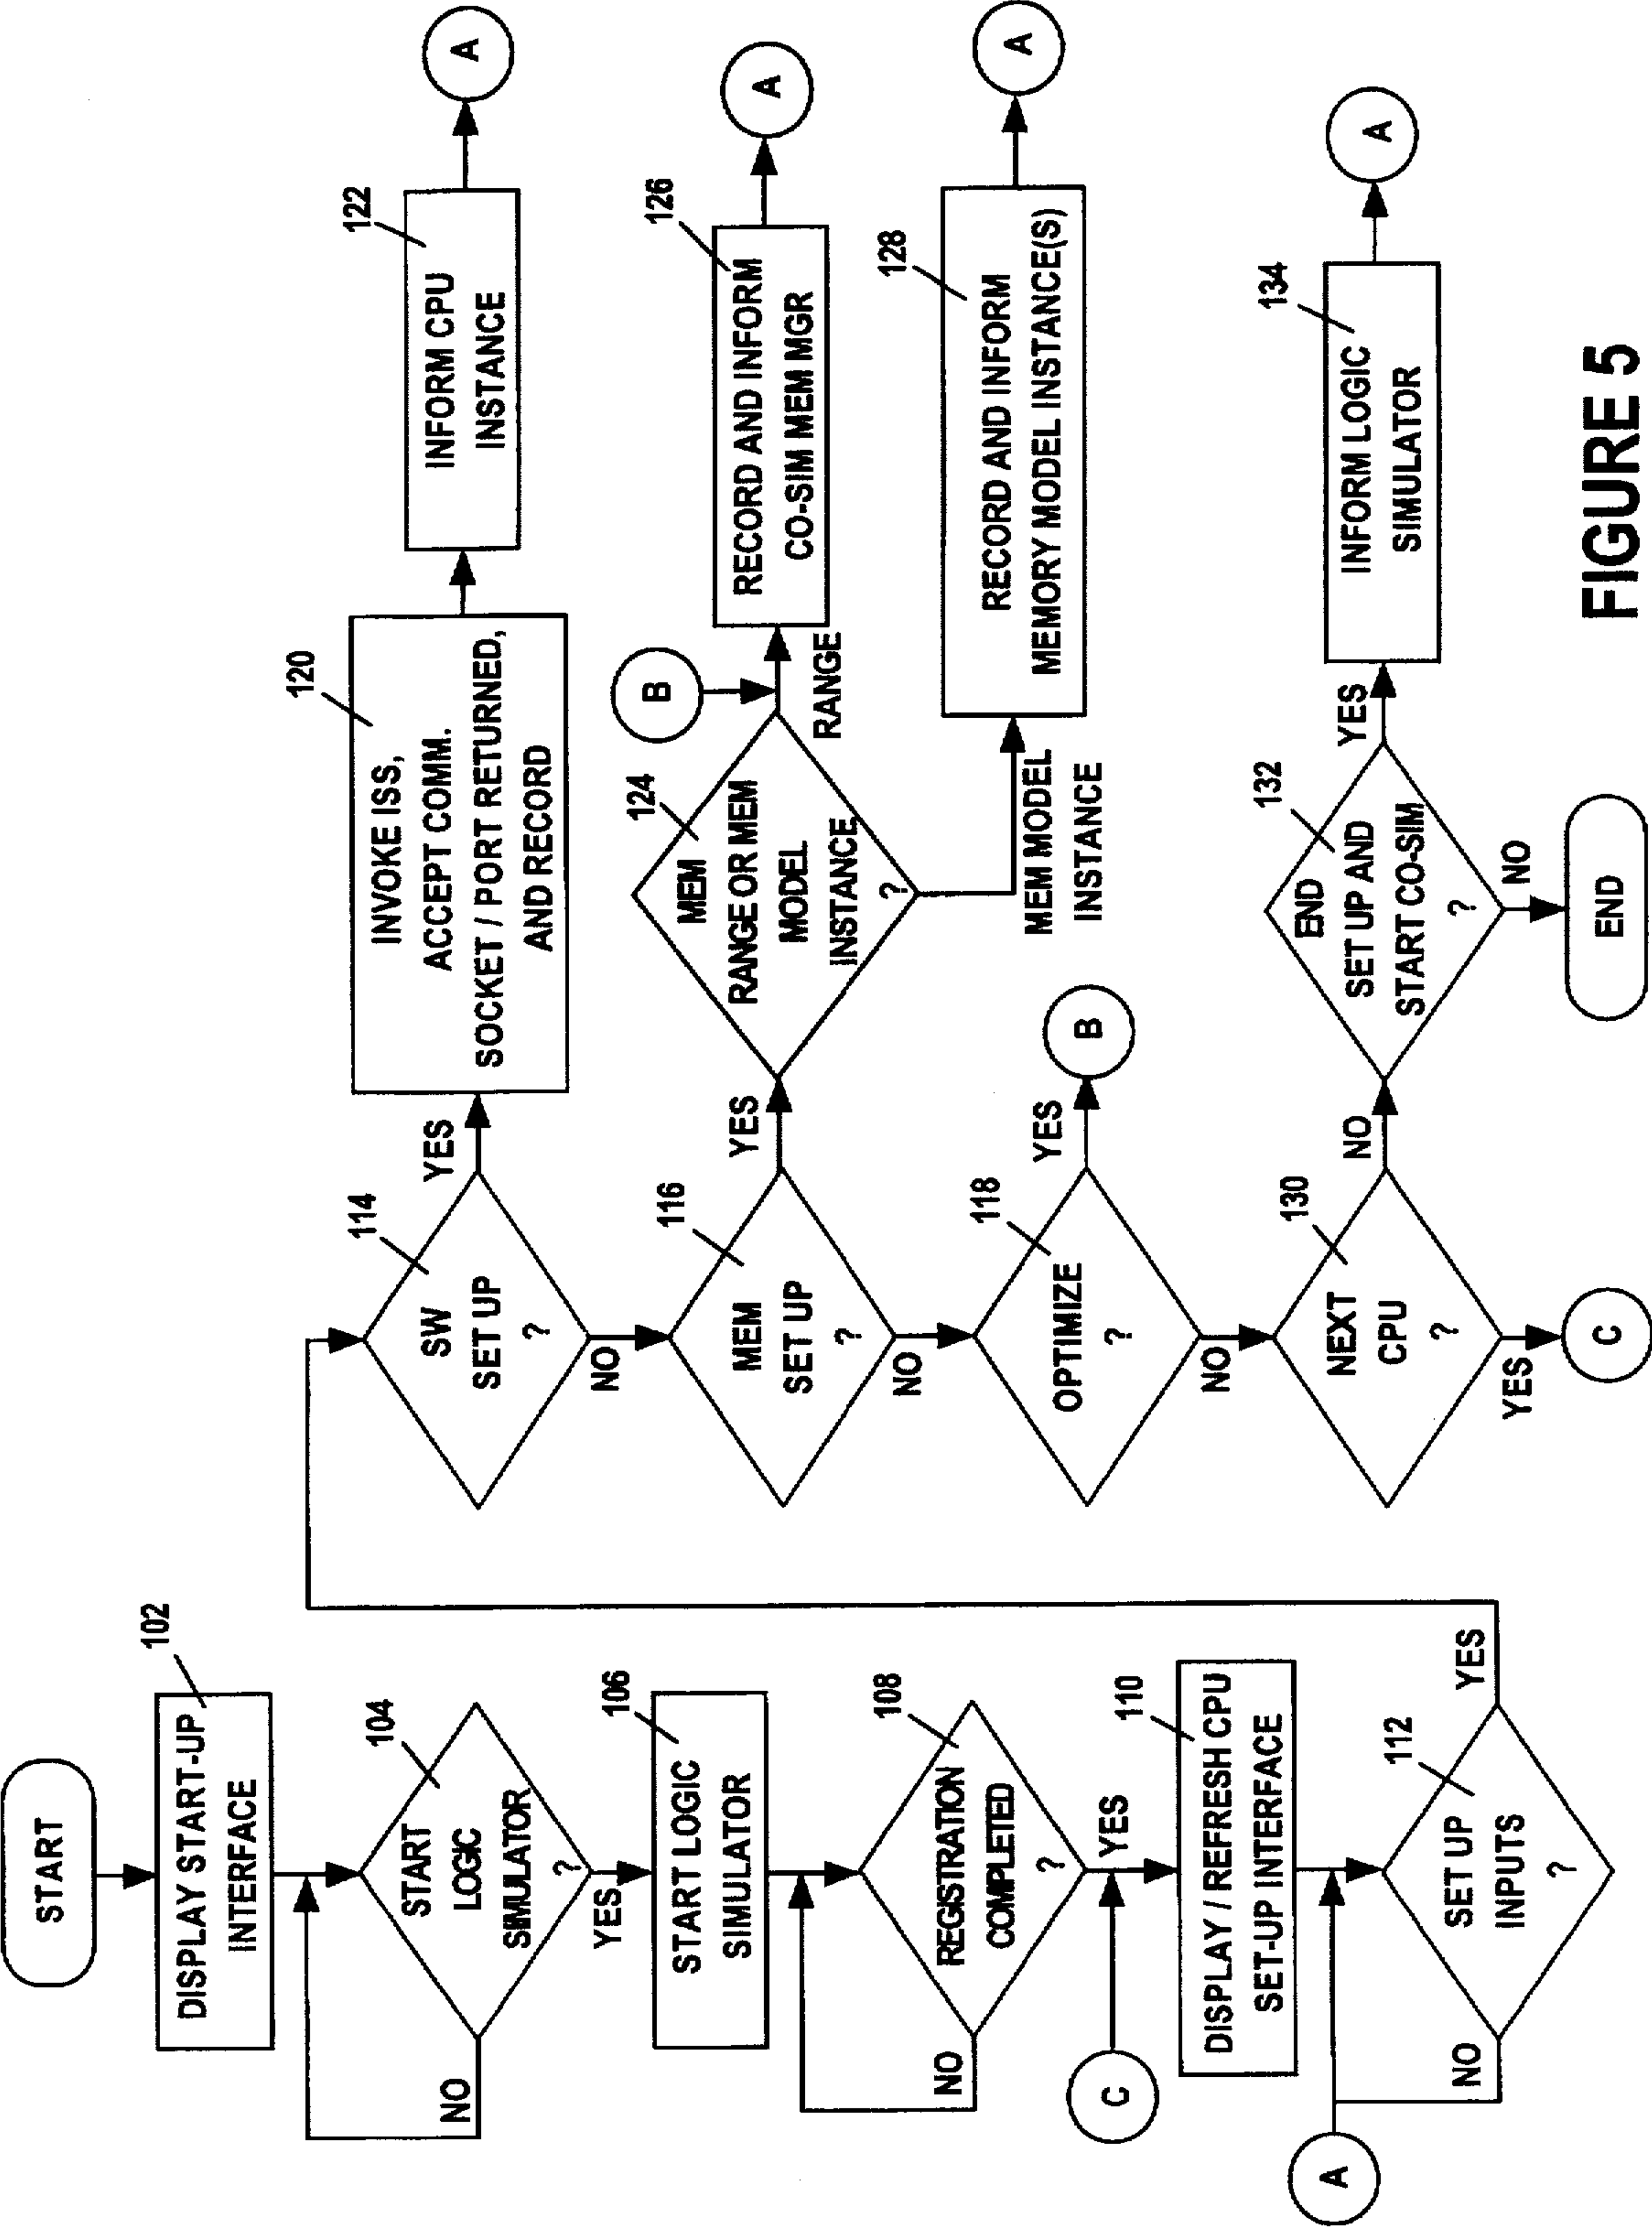 START
102
DISPLAY START-UP
INTERFACE
104
START
LOGIC
SIMULATOR
?
NO
YES
106
START LOGIC
SIMULATOR
108
REGISTRATION
COMPLETED
?
NO
YES
C
110
DISPLAY / REFRESH CPU
SET-UP INTERFACE
A
112
SET UP
INPUTS
?
NO
YES
114
SW
SET UP
?
YES
NO
116
MEM
SET UP
?
YES
NO
118
OPTIMIZE
?
YES
B
NO
130
NEXT
CPU
?
NO
YES
C
120
INVOKE ISS,
ACCEPT COMM.
SOCKET / PORT RETURNED,
AND RECORD
122
INFORM CPU
INSTANCE
A
124
MEM
RANGE OR MEM
MODEL
INSTANCE
?
B
RANGE
MEM MODEL
INSTANCE
126
RECORD AND INFORM
CO-SIM MEM MGR
A
128
RECORD AND INFORM
MEMORY MODEL INSTANCE(S)
A
132
END
SET UP AND
START CO-SIM
?
YES
NO
END
134
INFORM LOGIC
SIMULATOR
A
FIGURE 5